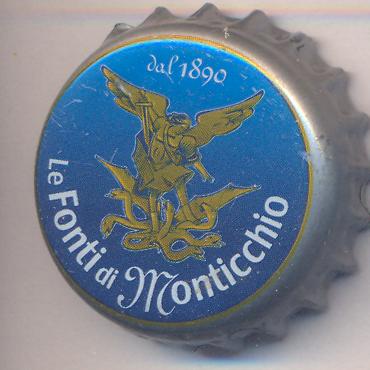 dal 1890
Le Fonti di Monticchio